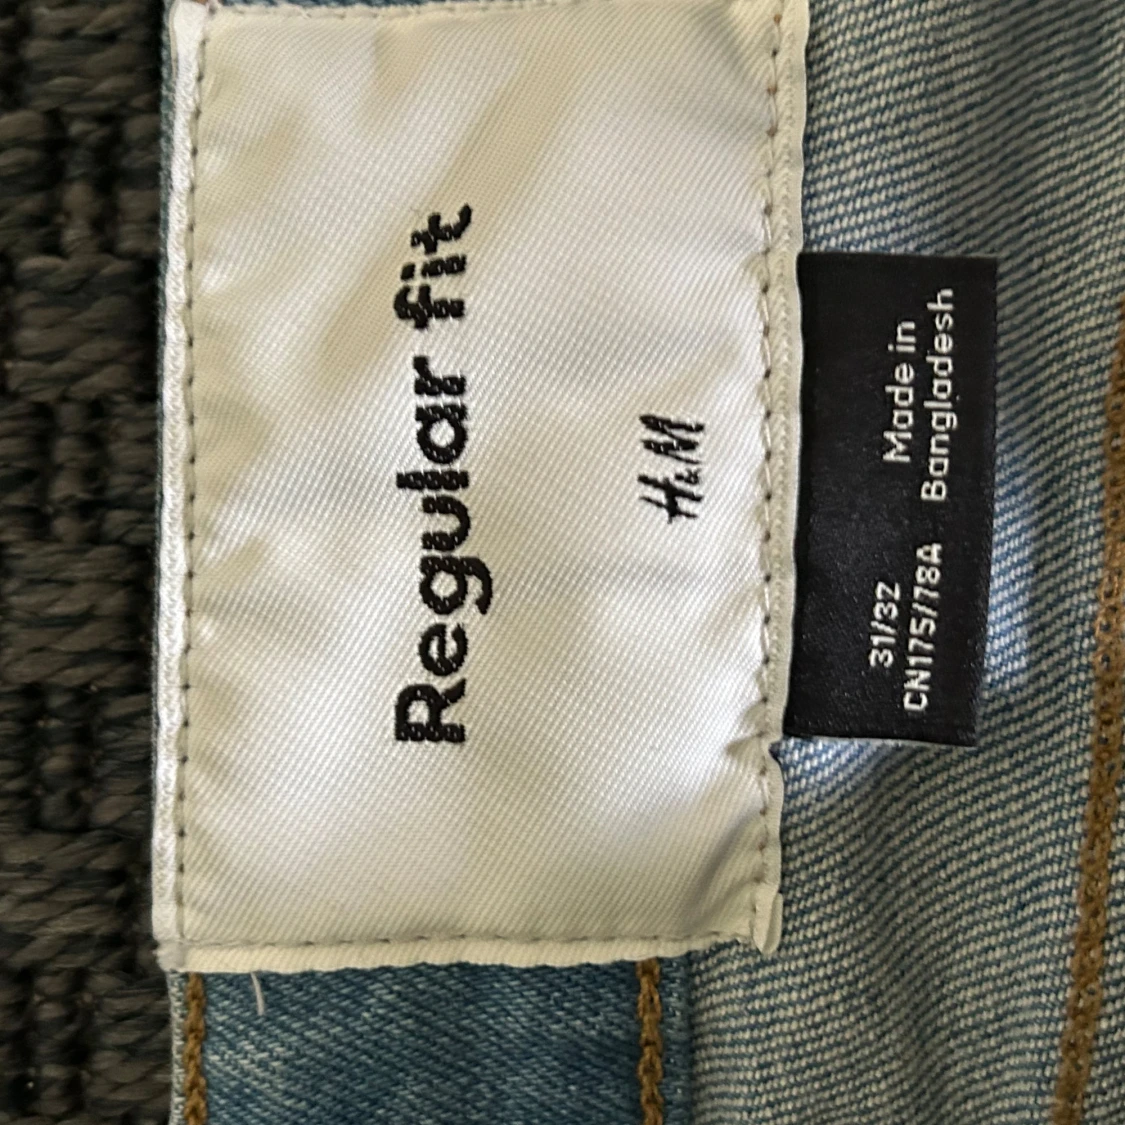 Regular fit
H&M
31/32
CN175/78A
Made in
Bangladesh